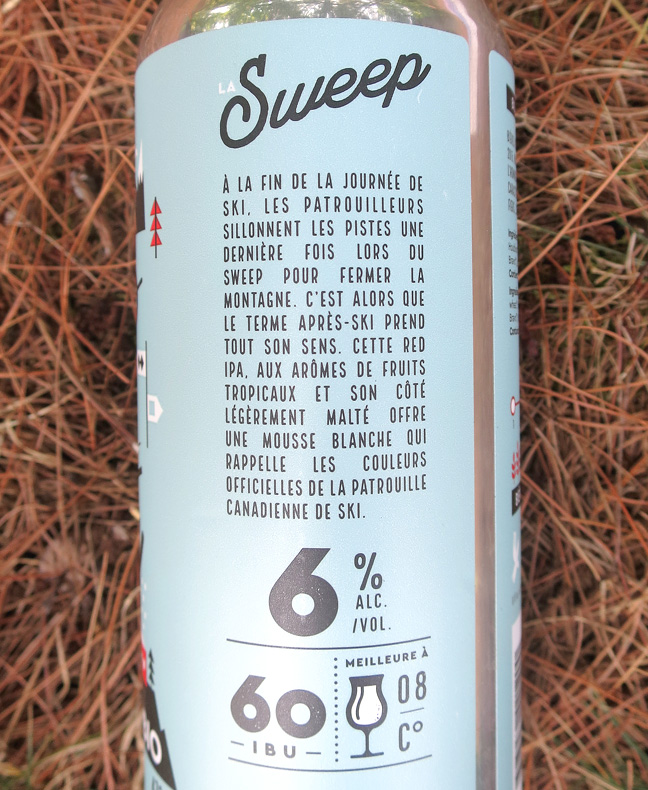 LA Sweep
À LA FIN DE LA JOURNÉE DE
SKI, LES PATROUILLEURS
SILLONNENT LES PISTES UNE
DERNIÈRE FOIS LORS DU
SWEEP POUR FERMER LA
MONTAGNE. C'EST ALORS QUE
LE TERME APRÈS-SKI PREND
TOUT SON SENS. CETTE RED
IPA, AUX ARÔMES DE FRUITS
TROPICAUX ET SON CÔTÉ
LÉGÈREMENT MALTÉ OFFRE
UNE MOUSSE BLANCHE QUI
RAPPELLE LES COULEURS
OFFICIELLES DE LA PATROUILLE
CANADIENNE DE SKI.
6 %
ALC.
/VOL.
60
IBU
MEILLEURE À
08
C°